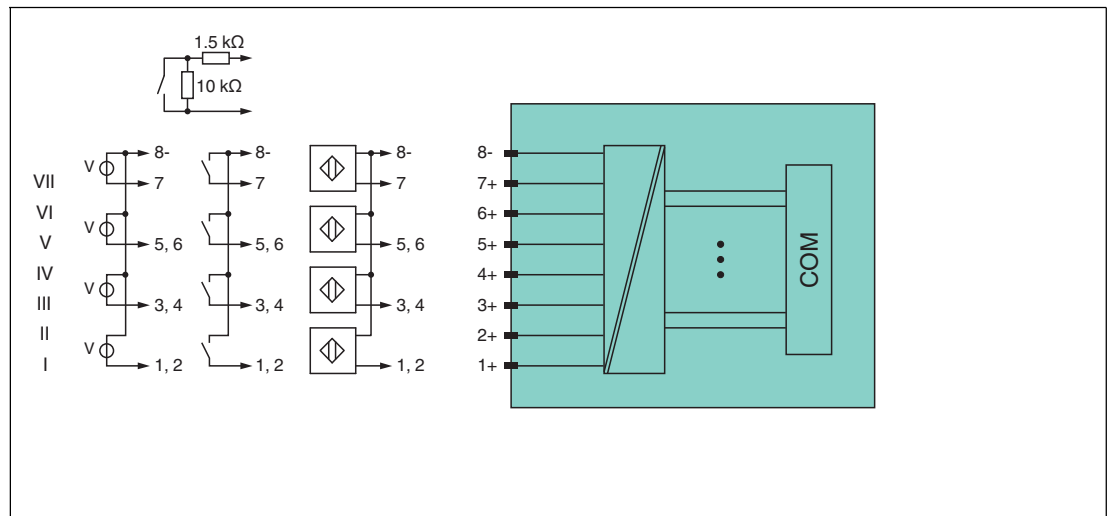 1.5 kΩ
10 kΩ
V 8- 8- 8- 8-
VII 7 7 7 7+
VI 6+
V V 5, 6 5, 6 5, 6 5+
IV 4+
V III 3, 4 3, 4 3, 4 3+
II 2+
V I 1, 2 1, 2 1, 2 1+
COM